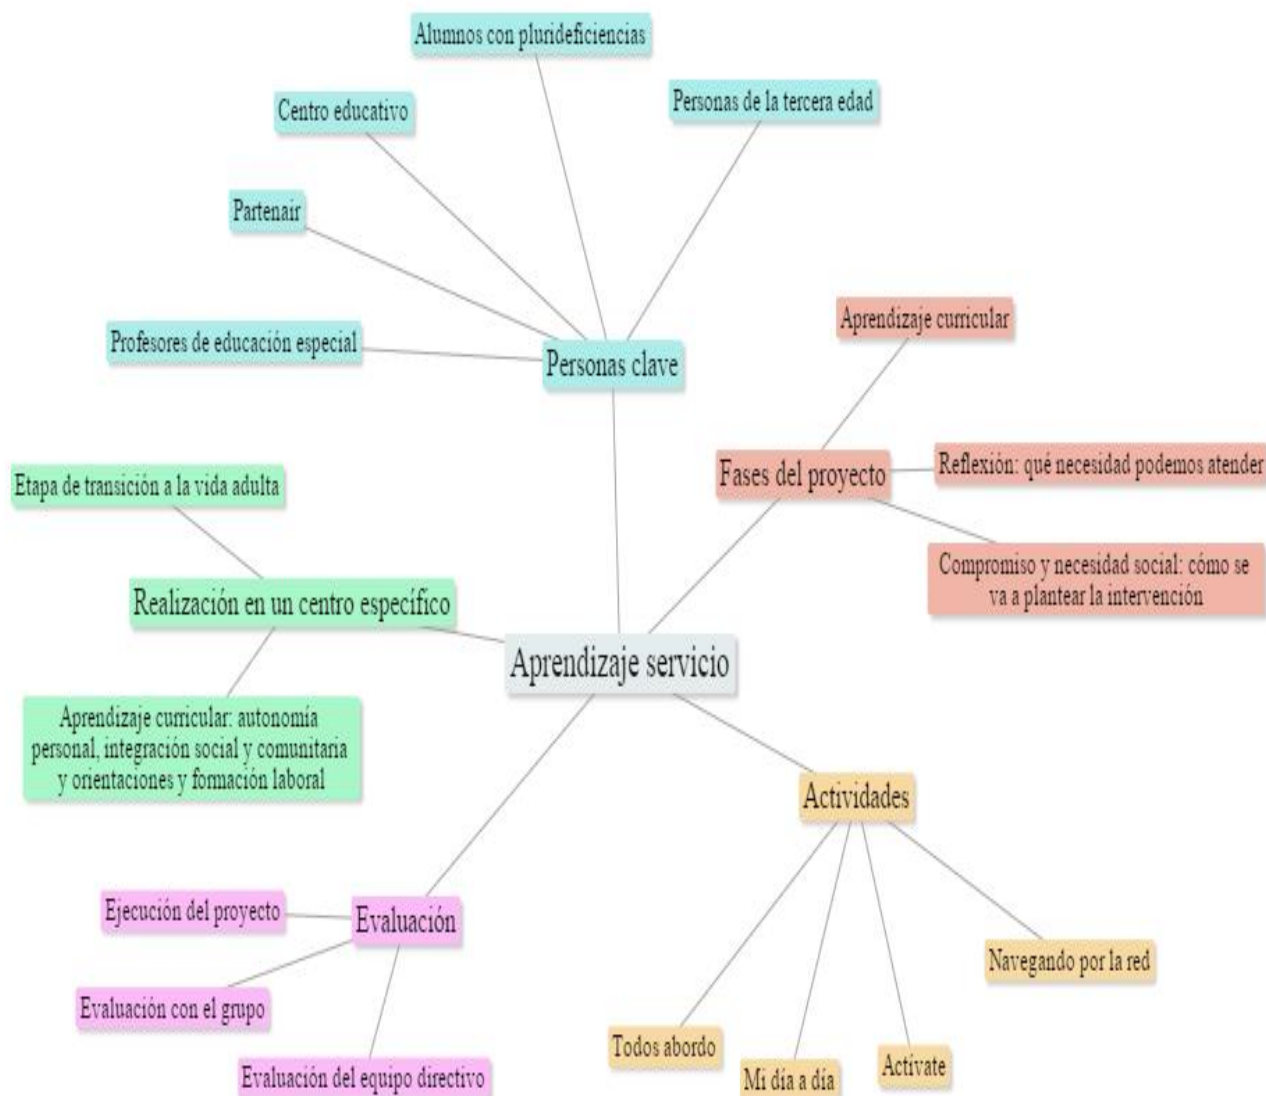 Alumnos con plurideficiencias
Personas de la tercera edad
Centro educativo
Partenair
Profesores de educación especial
Personas clave
Aprendizaje curricular
Fases del proyecto
Reflexión: qué necesidad podemos atender
Compromiso y necesidad social: cómo se
va a plantear la intervención
Etapa de transición a la vida adulta
Realización en un centro específico
Aprendizaje curricular: autonomía
personal, integración social y comunitaria
y orientaciones y formación laboral
Aprendizaje servicio
Actividades
Navegando por la red
Todos abordo
Mi día a día
Actívate
Evaluación
Ejecución del proyecto
Evaluación con el grupo
Evaluación del equipo directivo